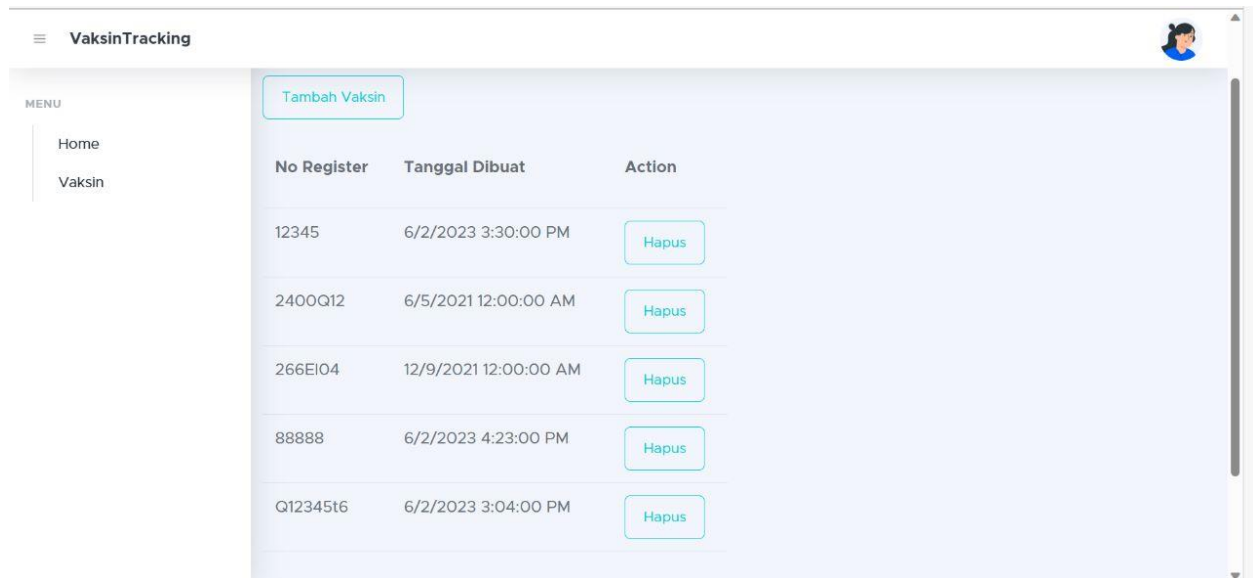 VaksinTracking
MENU
Home
Vaksin
Tambah Vaksin
No Register Tanggal Dibuat Action
12345 6/2/2023 3:30:00 PM Hapus
2400Q12 6/5/2021 12:00:00 AM Hapus
266EI04 12/9/2021 12:00:00 AM Hapus
88888 6/2/2023 4:23:00 PM Hapus
Q12345t6 6/2/2023 3:04:00 PM Hapus